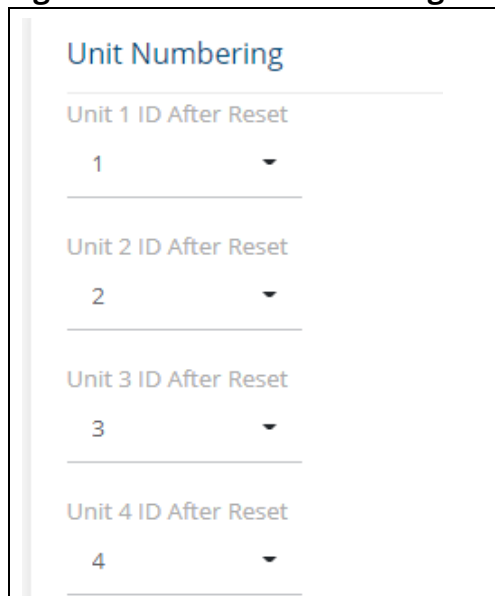 Unit Numbering
Unit 1 ID After Reset
1
Unit 2 ID After Reset
2
Unit 3 ID After Reset
3
Unit 4 ID After Reset
4